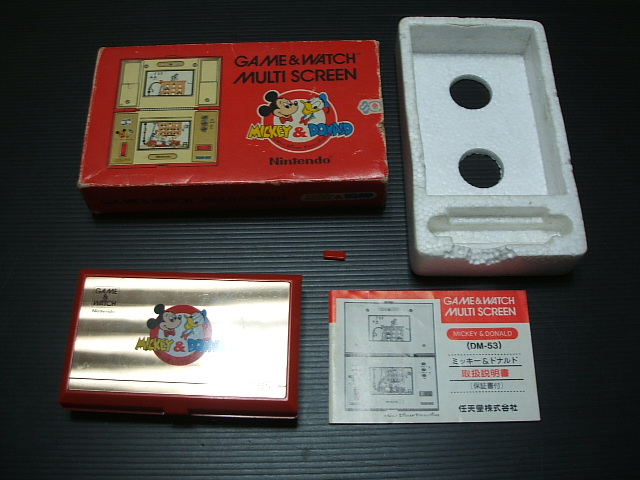 GAME & WATCH™
MULTI SCREEN
MICKEY & DONALD
Nintendo
GAME
&
WATCH
Nintendo
MICKEY & DONALD
GAME & WATCH
MULTI SCREEN
MICKEY & DONALD
(DM-53)
ミッキー&ドナルド
取扱説明書
(保証書付)
任天堂株式会社